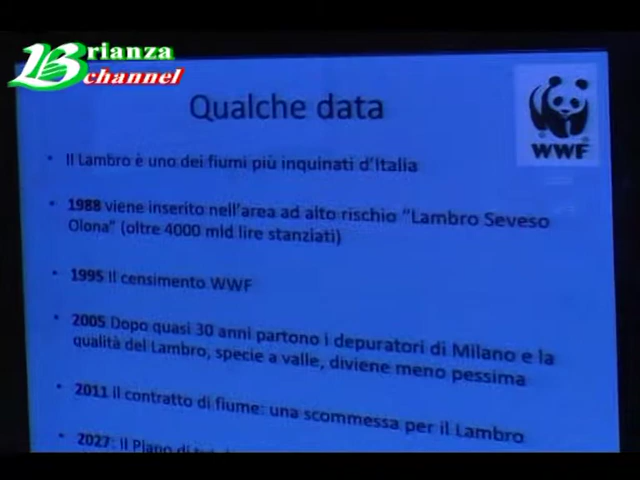 Brianza
channel
Qualche data
WWF
• Il Lambro è uno dei fiumi più inquinati d'Italia
• 1988 viene inserito nell'area ad alto rischio "Lambro Seveso
Olona" (oltre 4000 mld lire stanziati)
• 1995 Il censimento WWF
• 2005 Dopo quasi 30 anni partono i depuratori di Milano e la
qualità del Lambro, specie a valle, diviene meno pessima
• 2011 Il contratto di fiume: una scommessa per il Lambro
• 2027: Il Piano di